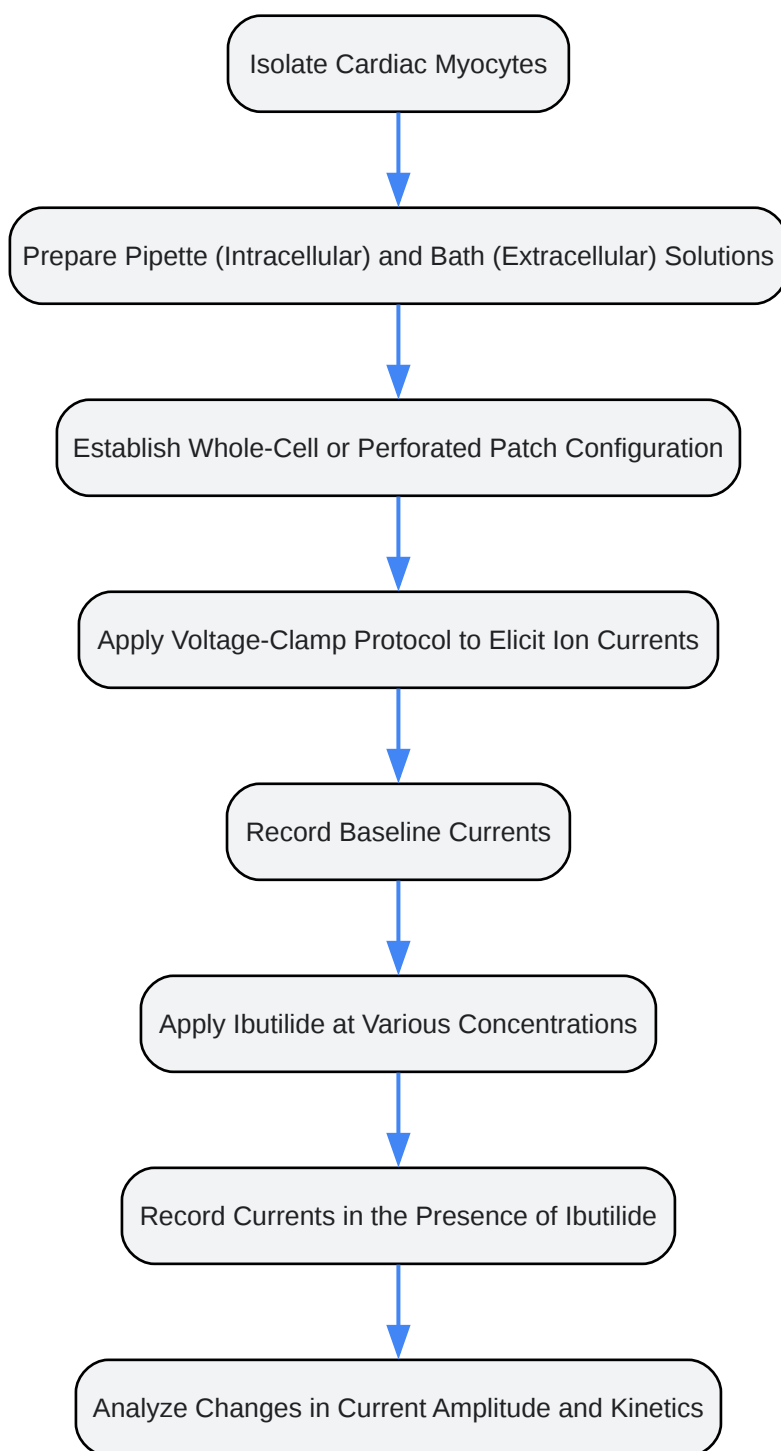 Isolate Cardiac Myocytes
Prepare Pipette (Intracellular) and Bath (Extracellular) Solutions
Establish Whole-Cell or Perforated Patch Configuration
Apply Voltage-Clamp Protocol to Elicit Ion Currents
Record Baseline Currents
Apply Ibutilide at Various Concentrations
Record Currents in the Presence of Ibutilide
Analyze Changes in Current Amplitude and Kinetics